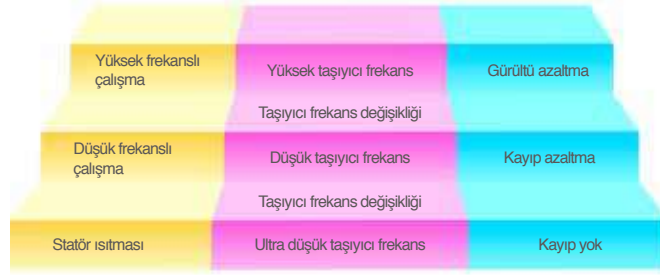 Yüksek frekanslı
çalışma
Yüksek taşıyıcı frekans
Gürültü azaltma
Taşıyıcı frekans değişikliği
Düşük frekanslı
çalışma
Düşük taşıyıcı frekans
Kayıp azaltma
Taşıyıcı frekans değişikliği
Statör ısıtması
Ultra düşük taşıyıcı frekans
Kayıp yok